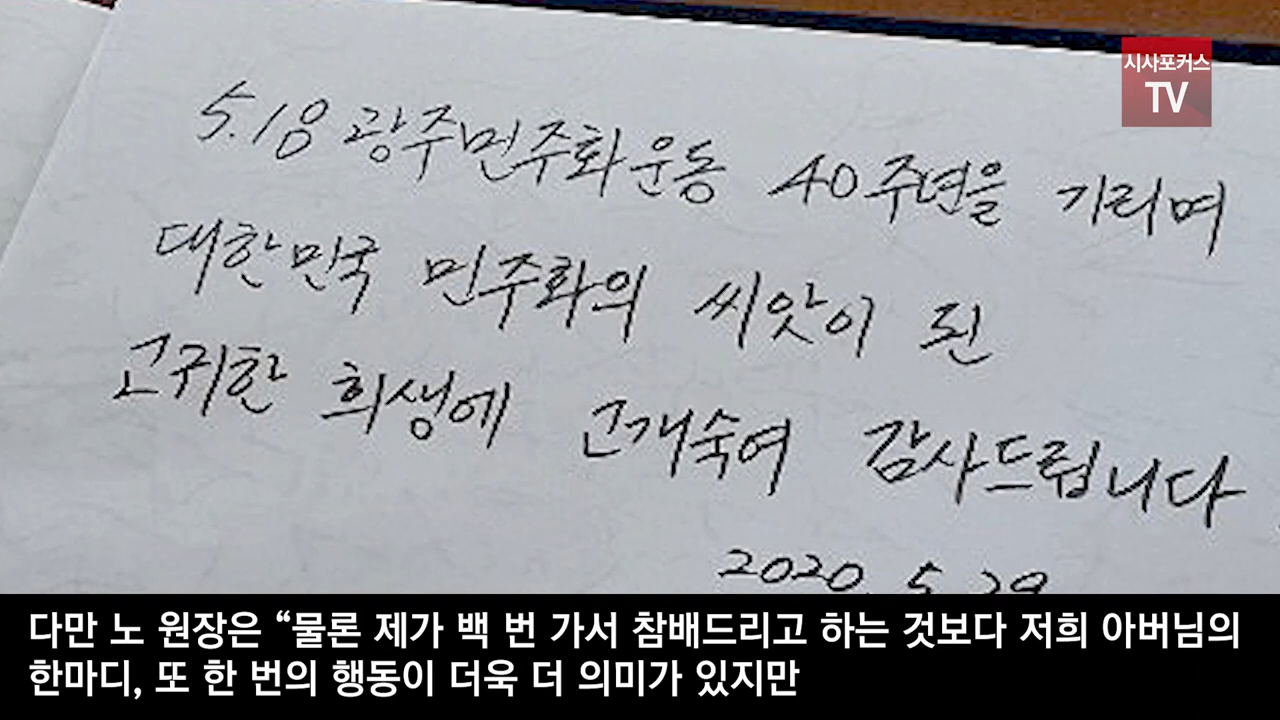 시사포커스
TV
5.18 광주민주화운동 40주년을 기리며
대한민국 민주화의 씨앗이 된
고귀한 희생에 고개숙여 감사드립니다
2020. 5. 29
다만 노 원장은 “물론 제가 백 번 가서 참배드리고 하는 것보다 저희 아버님의
한마디, 또 한 번의 행동이 더욱 더 의미가 있지만